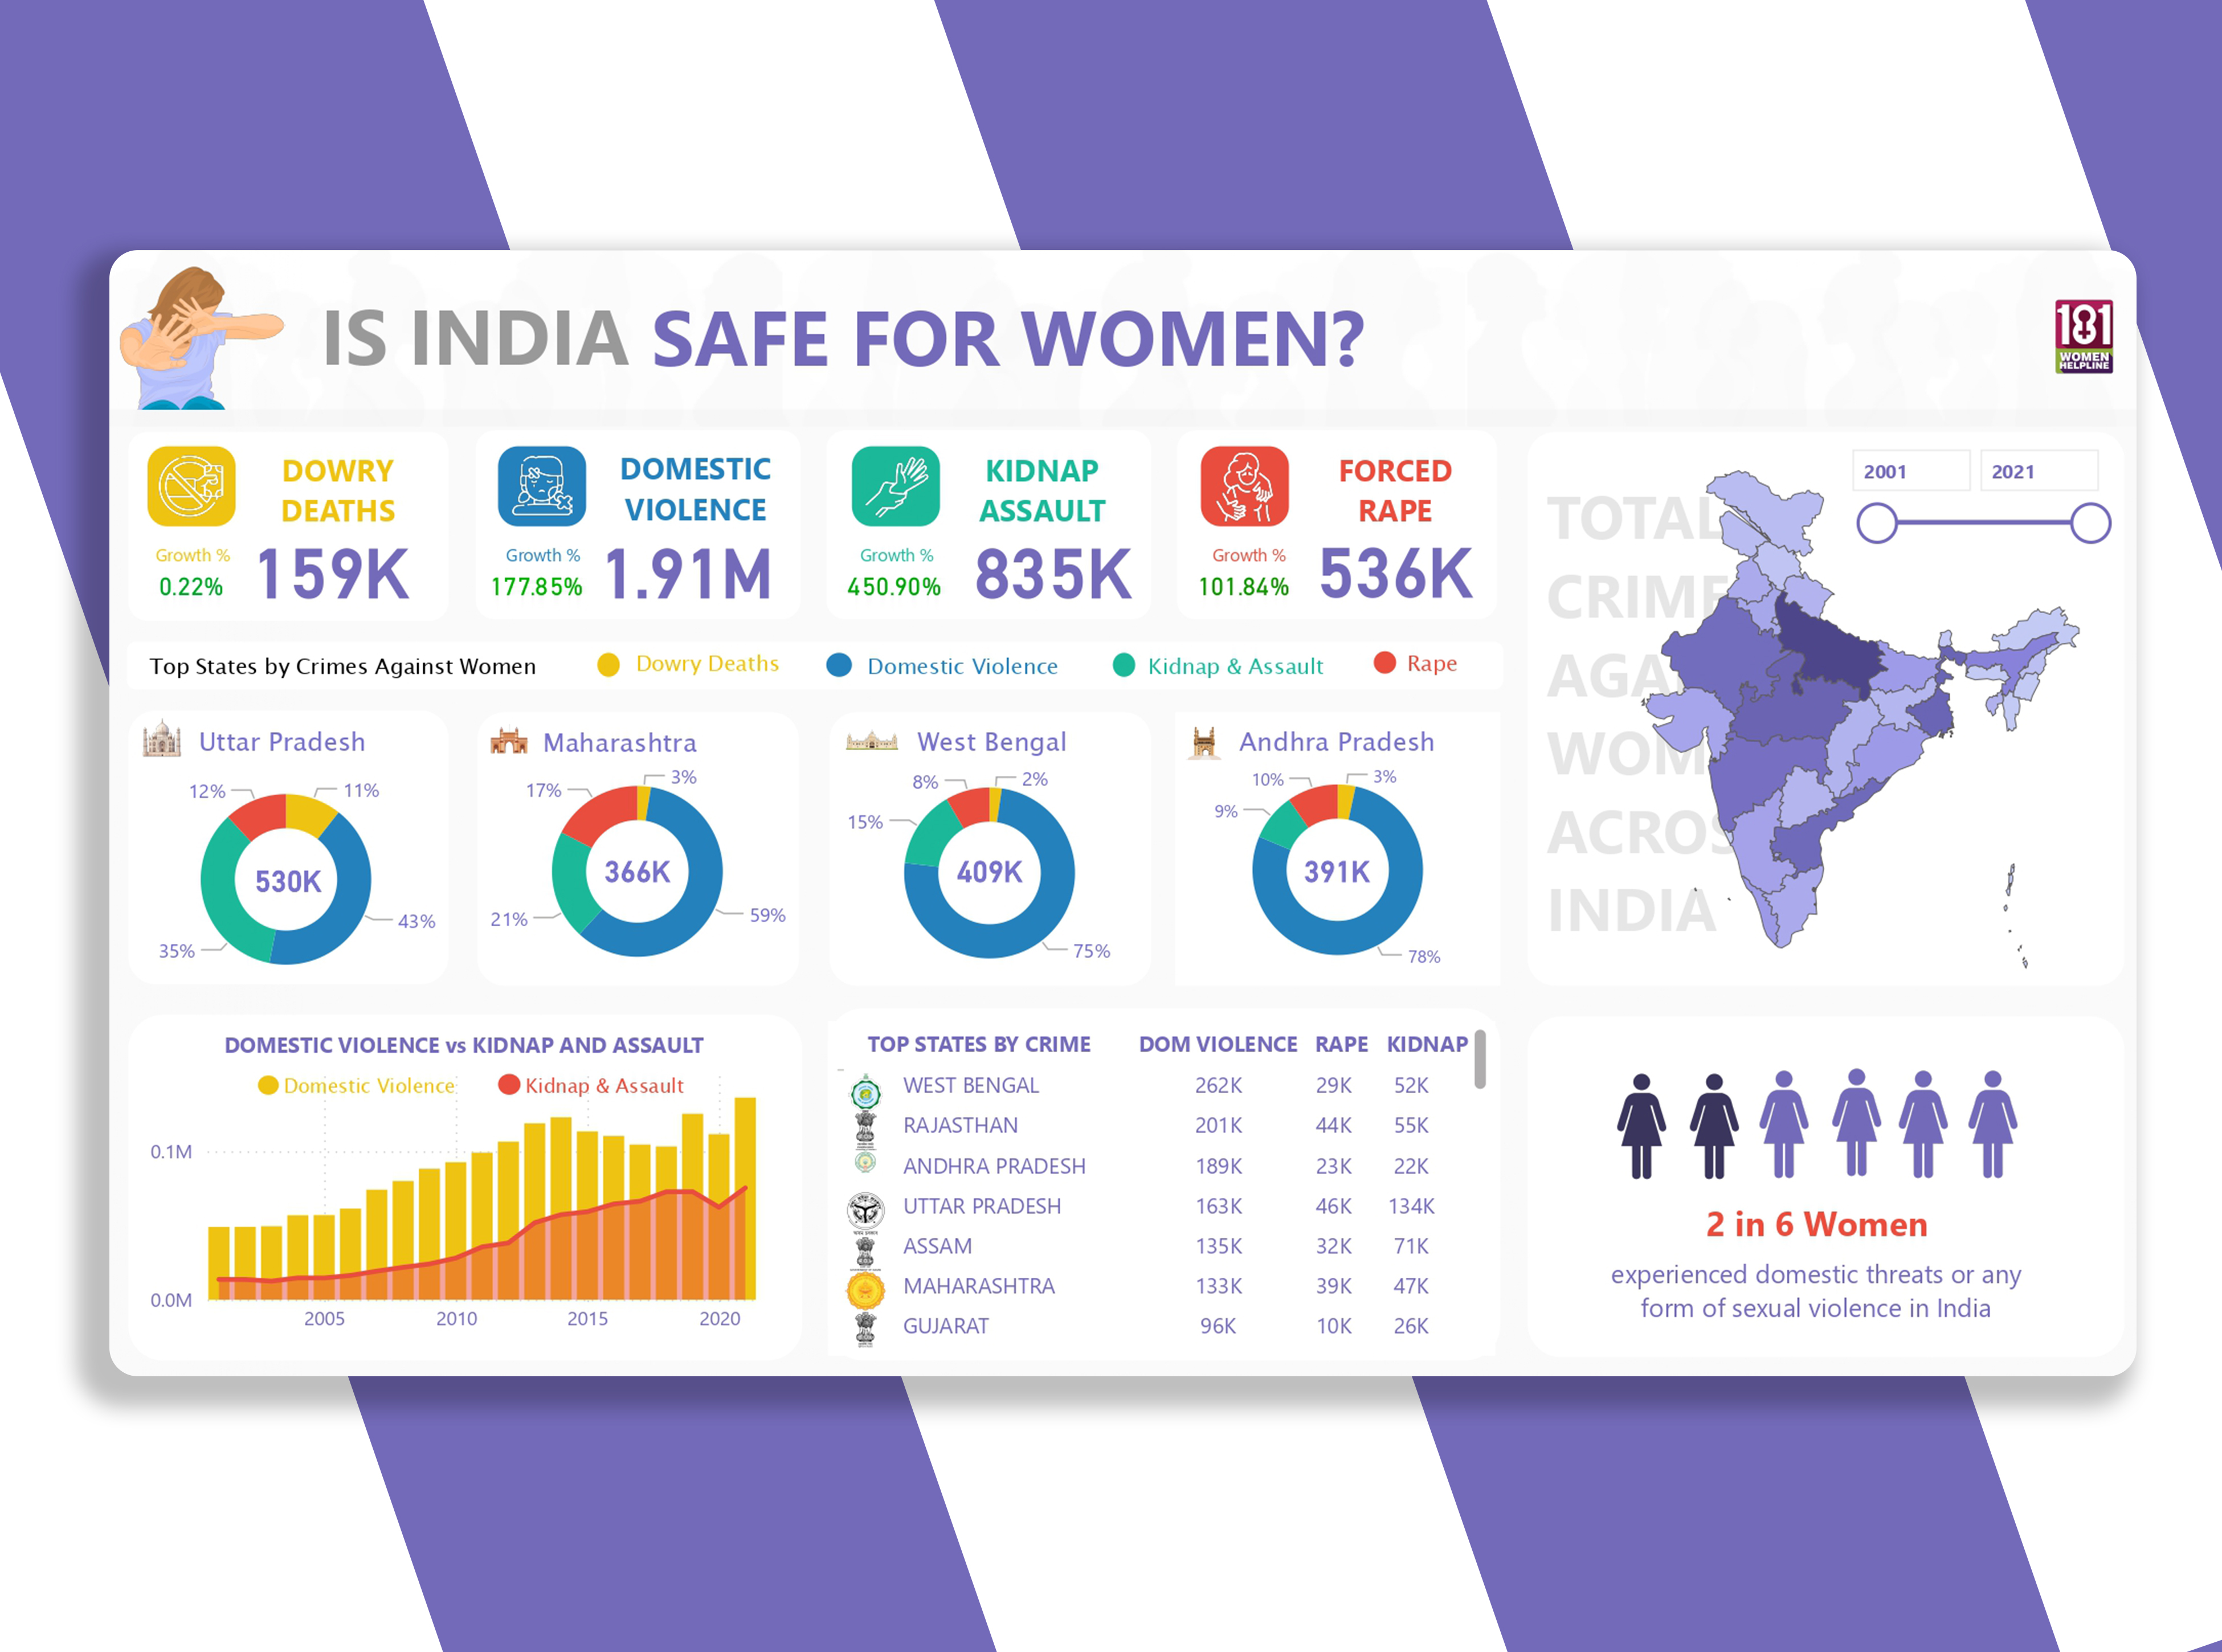 IS INDIA SAFE FOR WOMEN?
181
WOMEN
HELPLINE
DOWRY
DEATHS
Growth %
0.22%
159K
DOMESTIC
VIOLENCE
Growth %
177.85%
1.91M
KIDNAP
ASSAULT
Growth %
450.90%
835K
FORCED
RAPE
Growth %
101.84%
536K
Top States by Crimes Against Women
Dowry Deaths
Domestic Violence
Kidnap & Assault
Rape
Uttar Pradesh
12%
11%
530K
43%
35%
Maharashtra
17%
3%
366K
21%
59%
West Bengal
8%
2%
15%
409K
75%
Andhra Pradesh
10%
3%
9%
391K
78%
2001
2021
TOTAL
CRIME
AGA
WOM
ACROS
INDIA
DOMESTIC VIOLENCE vs KIDNAP AND ASSAULT
Domestic Violence
Kidnap & Assault
0.1M
0.0M
2005
2010
2015
2020
TOP STATES BY CRIME DOM VIOLENCE RAPE KIDNAP
WEST BENGAL 262K 29K 52K
RAJASTHAN 201K 44K 55K
ANDHRA PRADESH 189K 23K 22K
UTTAR PRADESH 163K 46K 134K
ASSAM 135K 32K 71K
MAHARASHTRA 133K 39K 47K
GUJARAT 96K 10K 26K
2 in 6 Women
experienced domestic threats or any
form of sexual violence in India